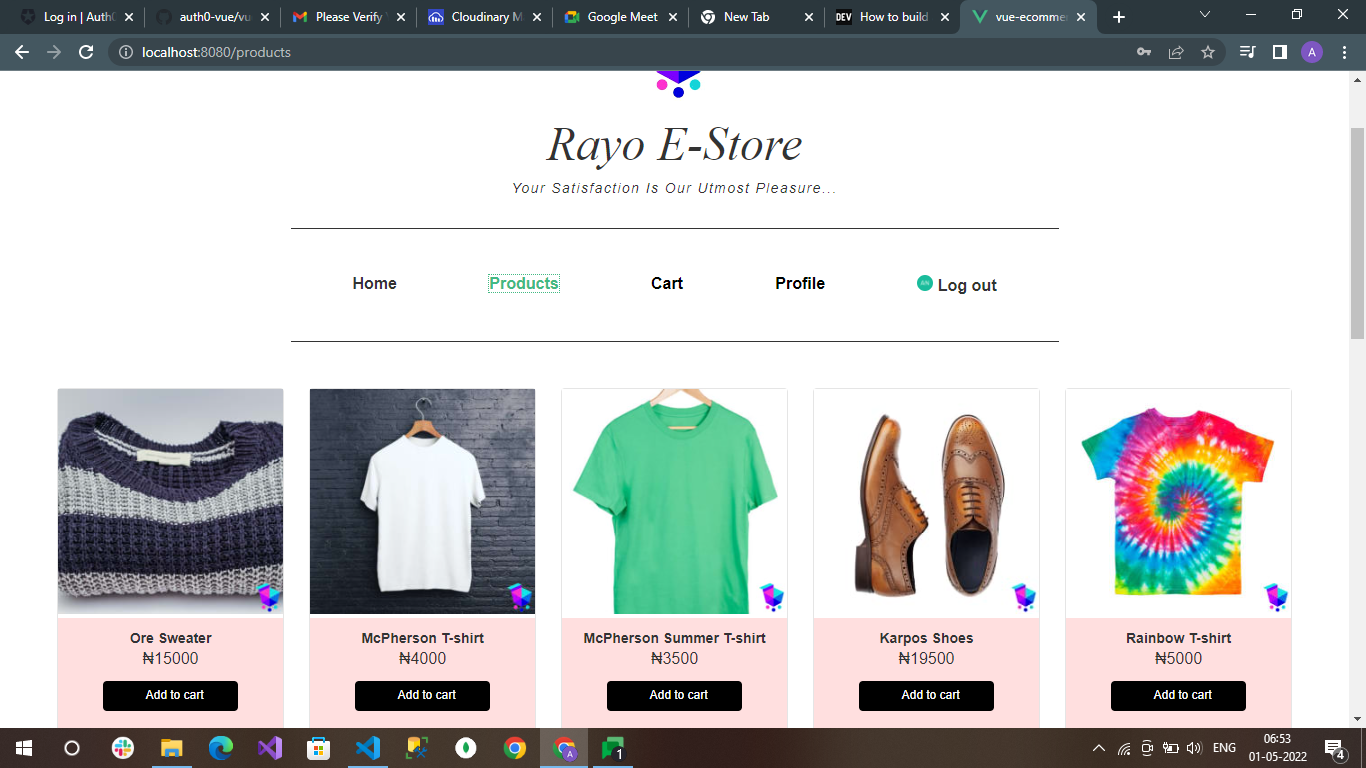 Log in | Auth0
auth0-vue/vu
Please Verify
Cloudinary M
Google Meet
New Tab
DEV
How to build
vue-ecomme
localhost:8080/products
A
Rayo E-Store
Your Satisfaction Is Our Utmost Pleasure...
Home
Products
Cart
Profile
Log out
Ore Sweater
₦15000
Add to cart
McPherson T-shirt
₦4000
Add to cart
McPherson Summer T-shirt
₦3500
Add to cart
Karpos Shoes
₦19500
Add to cart
Rainbow T-shirt
₦5000
Add to cart
A
1
ENG
06:53
01-05-2022
4